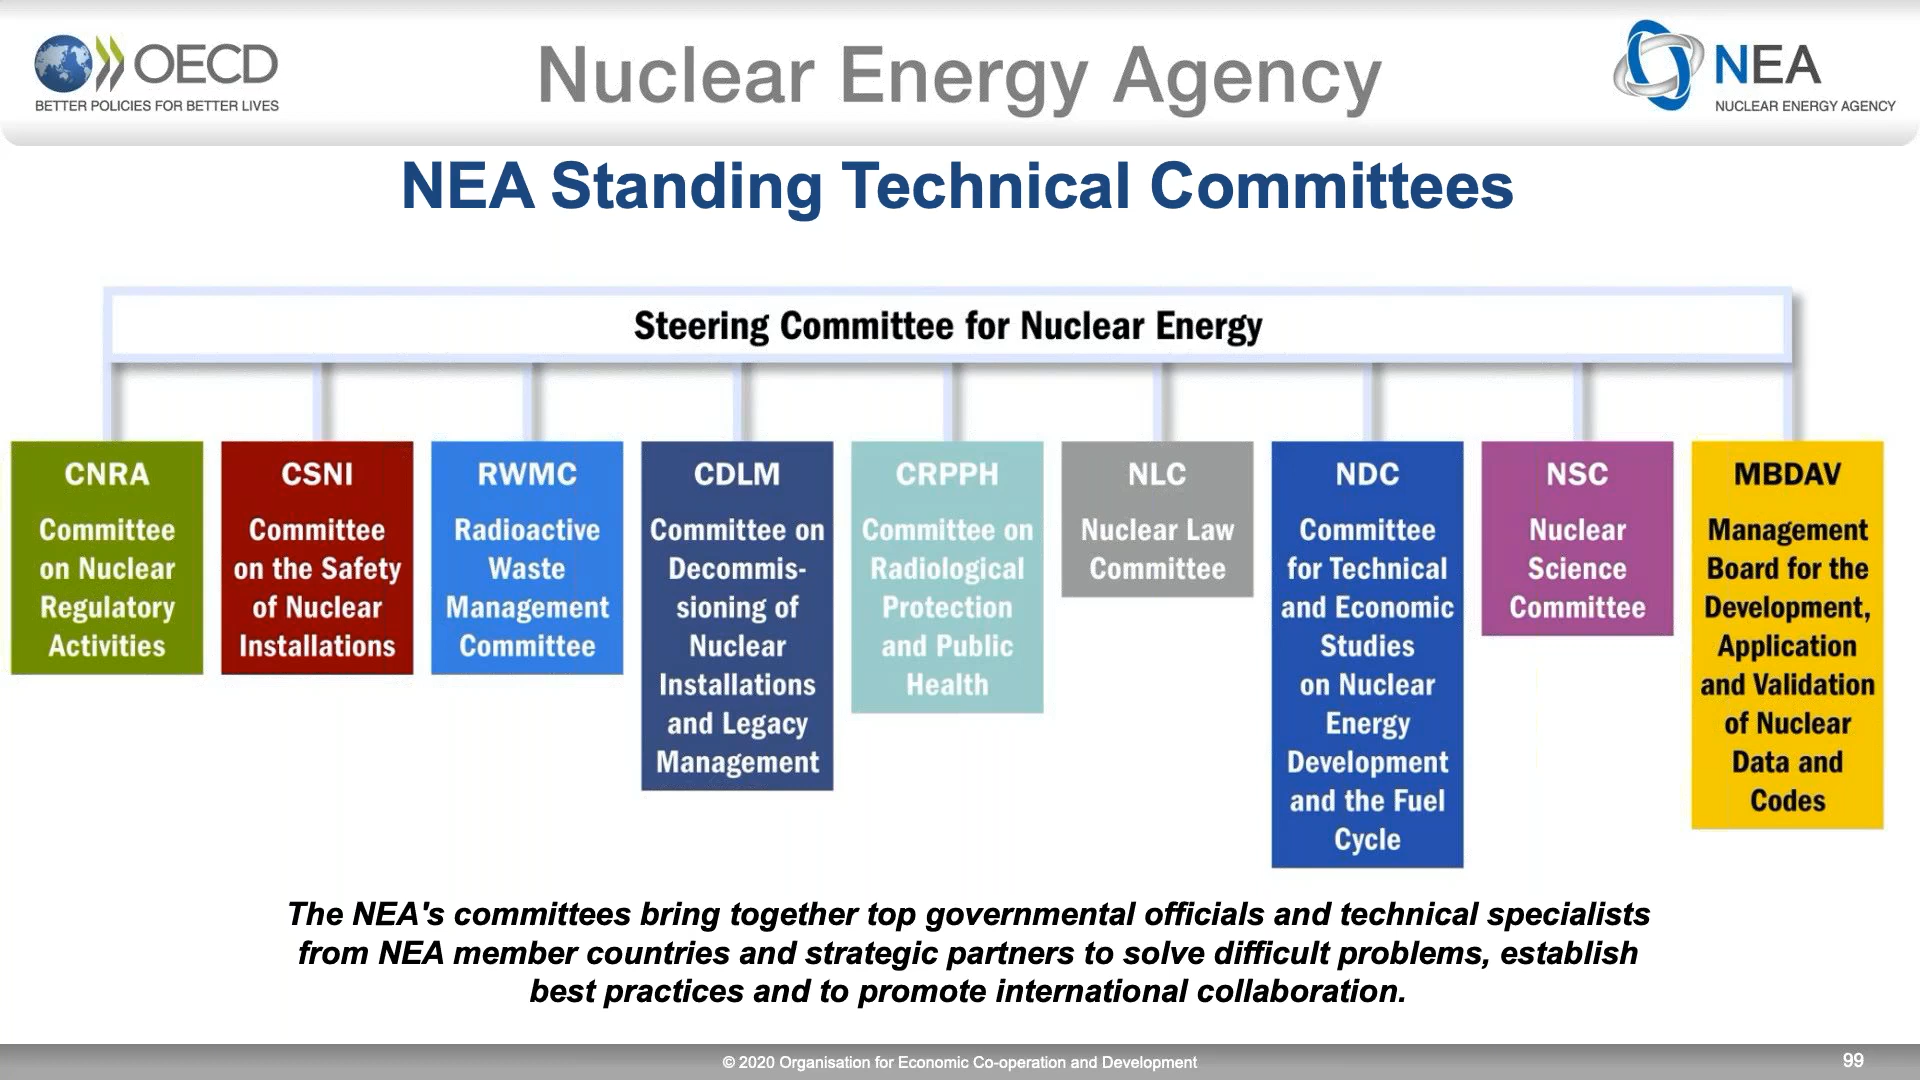 OECD
BETTER POLICIES FOR BETTER LIVES
Nuclear Energy Agency
NEA
NUCLEAR ENERGY AGENCY
NEA Standing Technical Committees
Steering Committee for Nuclear Energy
CNRA
Committee
on Nuclear
Regulatory
Activities
CSNI
Committee
on the Safety
of Nuclear
Installations
RWMC
Radioactive
Waste
Management
Committee
CDLM
Committee on
Decommis-
sioning of
Nuclear
Installations
and Legacy
Management
CRPPH
Committee on
Radiological
Protection
and Public
Health
NLC
Nuclear Law
Committee
NDC
Committee
for Technical
and Economic
Studies
on Nuclear
Energy
Development
and the Fuel
Cycle
NSC
Nuclear
Science
Committee
MBDAV
Management
Board for the
Development,
Application
and Validation
of Nuclear
Data and
Codes
The NEA's committees bring together top governmental officials and technical specialists
from NEA member countries and strategic partners to solve difficult problems, establish
best practices and to promote international collaboration.
© 2020 Organisation for Economic Co-operation and Development
99